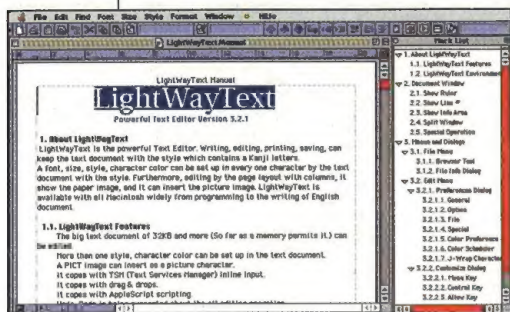 File Edit Find Font Size Style Format Window Help
LightWayText Manual
Mark List
LightWayText Manual
LightWayText
Powerful Text Editor Version 3.2.1
1. About LightWayText
LightWayText is the powerful Text Editor. Writing, editing, printing, saving, can
keep the text document with the style which contains a Kanji letters.
A font, size, style, character color can be set up in every one character by the text
document with the style. Furthermore, editing by the page layout with columns, it
show the paper image, and it can insert the picture image. LightWayText is
available with all Macintosh widely from programming to the writing of English
document.
1.1. LightWayText Features
The big text document of 32KB and more (So far as a memory permits it.) can
be edited.
More than one style, character color can be set up in the text document.
A PICT image can insert as a picture character.
It copes with TSM (Text Services Manager) inline input.
It copes with drag & drops.
It copes with AppleScript scripting.
1. About LightWayText
1.1. LightWayText Features
1.2. LightWayText Environment
2. Document Window
2.1. Show Ruler
2.2. Show Line #
2.3. Show Info Area
2.4. Split Window
2.5. Special Operation
3. Menus and Dialogs
3.1. File Menu
3.1.1. Browser Text
3.1.2. File Info Dialog
3.2. Edit Menu
3.2.1. Preferences Dialog
3.2.1.1. General
3.2.1.2. Option
3.2.1.3. File
3.2.1.4. Special
3.2.1.5. Color Preference
3.2.1.6. Color Scheduler
3.2.1.7. J-Wrap Character
3.2.2. Customize Dialog
3.2.2.1. Menu Key
3.2.2.2. Control Key
3.2.2.3. Allow Key